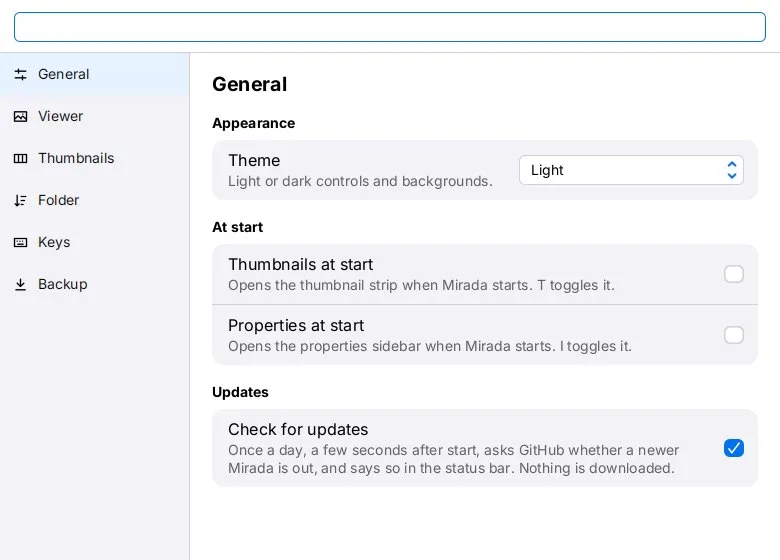 General
Viewer
Thumbnails
Folder
Keys
Backup
General
Appearance
Theme
Light or dark controls and backgrounds.
Light
At start
Thumbnails at start
Opens the thumbnail strip when Mirada starts. T toggles it.
Properties at start
Opens the properties sidebar when Mirada starts. I toggles it.
Updates
Check for updates
Once a day, a few seconds after start, asks GitHub whether a newer
Mirada is out, and says so in the status bar. Nothing is downloaded.